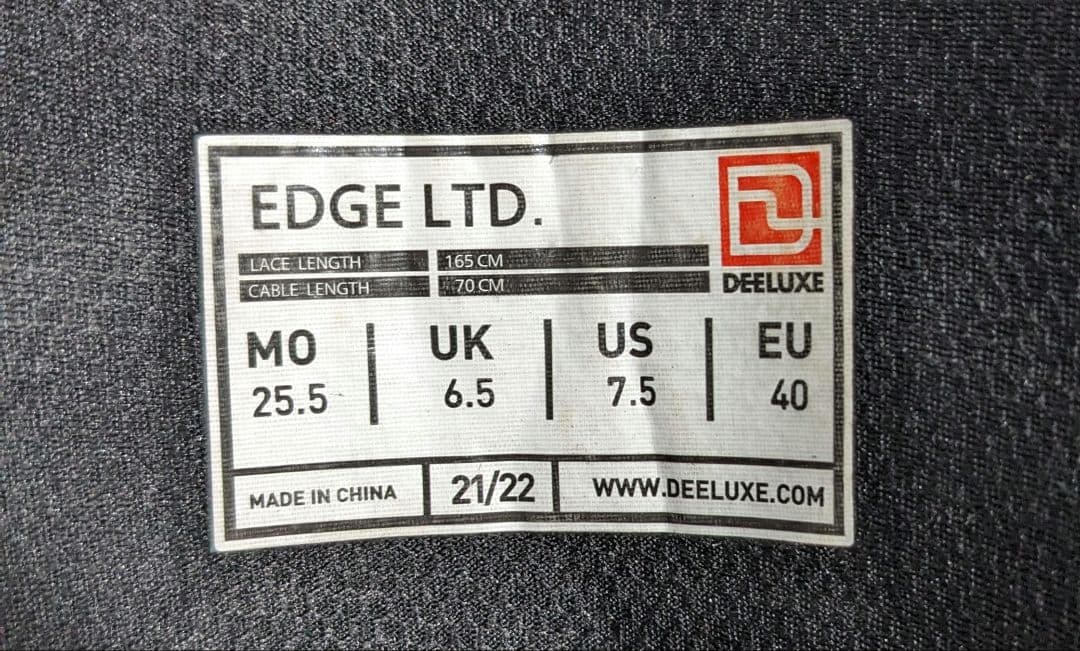 EDGE LTD.
LACE LENGTH 165 CM
CABLE LENGTH 70 CM
DEELUXE
MO UK US EU
25.5 6.5 7.5 40
MADE IN CHINA 21/22 WWW.DEELUXE.COM